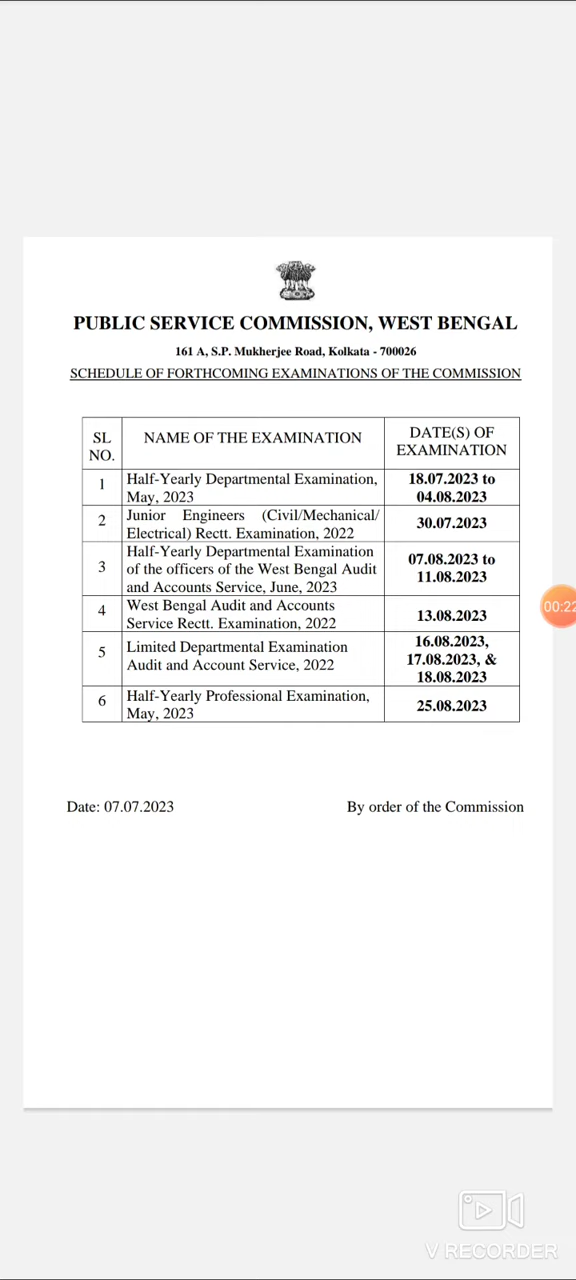 PUBLIC SERVICE COMMISSION, WEST BENGAL
161 A, S.P. Mukherjee Road, Kolkata - 700026
SCHEDULE OF FORTHCOMING EXAMINATIONS OF THE COMMISSION
SL NO.
NAME OF THE EXAMINATION
DATE(S) OF EXAMINATION
1
Half-Yearly Departmental Examination,
May, 2023
18.07.2023 to
04.08.2023
2
Junior Engineers (Civil/Mechanical/
Electrical) Rectt. Examination, 2022
30.07.2023
3
Half-Yearly Departmental Examination
of the officers of the West Bengal Audit
and Accounts Service, June, 2023
07.08.2023 to
11.08.2023
4
West Bengal Audit and Accounts
Service Rectt. Examination, 2022
13.08.2023
5
Limited Departmental Examination
Audit and Account Service, 2022
16.08.2023,
17.08.2023, &
18.08.2023
6
Half-Yearly Professional Examination,
May, 2023
25.08.2023
Date: 07.07.2023 By order of the Commission
00:22
V RECORDER